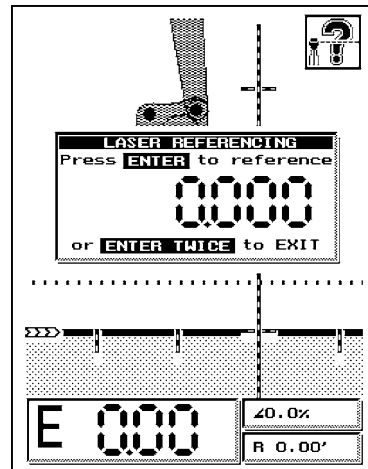 LASER REFERENCING
Press ENTER to reference
0.000
or ENTER TWICE to EXIT
E 0.00
∠0.0%
R 0.00'